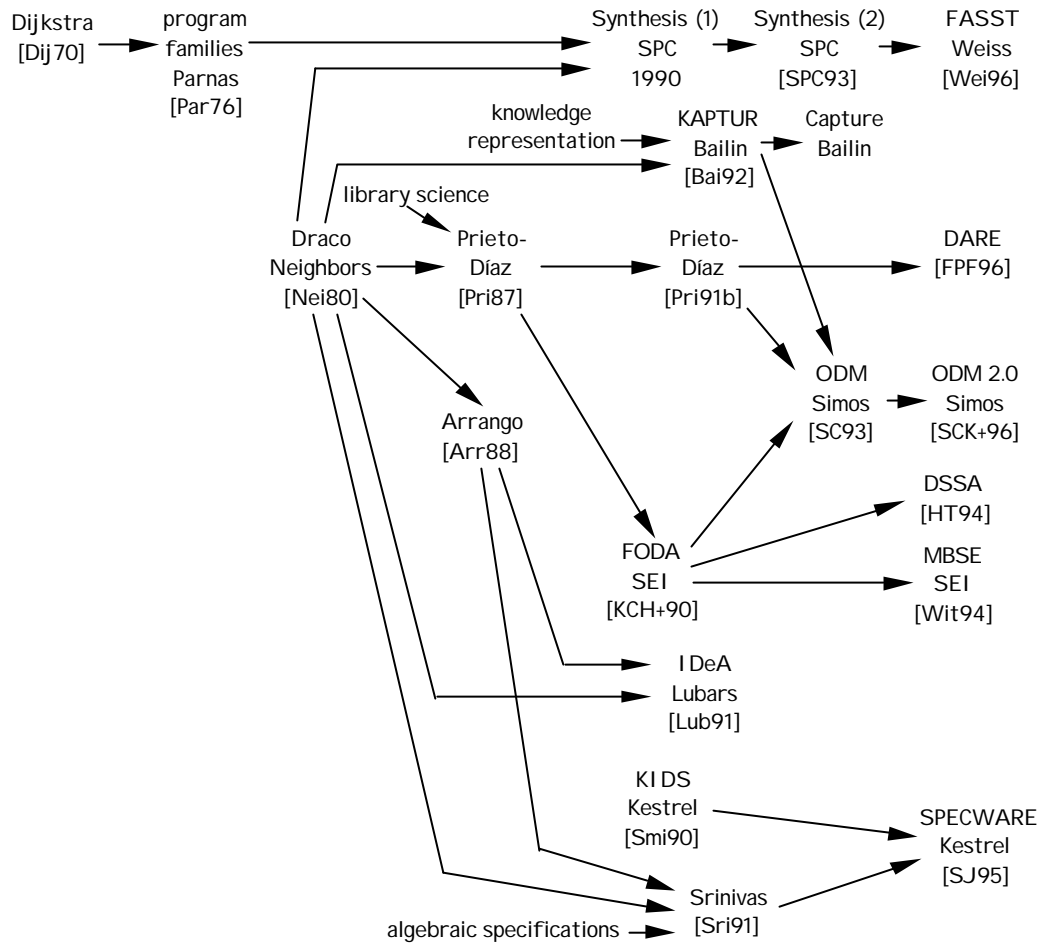 Dijkstra
[Dij70]
program
families
Parnas
[Par76]
Synthesis (1)
SPC
1990
Synthesis (2)
SPC
[SPC93]
FASST
Weiss
[Wei96]
knowledge
representation
KAPTUR
Bailin
[Bai92]
Capture
Bailin
library science
Draco
Neighbors
[Nei80]
Prieto-
Díaz
[Pri87]
Prieto-
Díaz
[Pri91b]
DARE
[FPF96]
ODM
Simos
[SC93]
ODM 2.0
Simos
[SCK+96]
Arrango
[Arr88]
DSSA
[HT94]
FODA
SEI
[KCH+90]
MBSE
SEI
[Wit94]
IDeA
Lubars
[Lub91]
KIDS
Kestrel
[Smi90]
SPECWARE
Kestrel
[SJ95]
Srinivas
[Sri91]
algebraic specifications